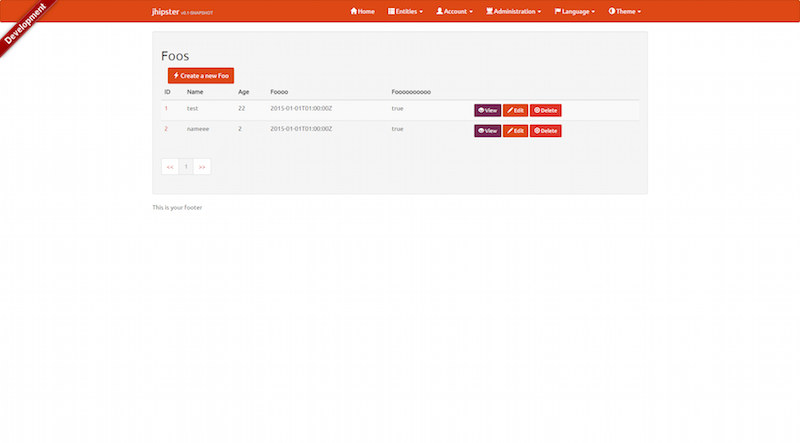 Development
jhipster v0.1-SNAPSHOT Home Entities Account Administration Language Theme
Foos
Create a new Foo
ID Name Age Foooo Foooooooooo
1 test 22 2015-01-01T01:00:00Z true View Edit Delete
2 nameee 2 2015-01-01T01:00:00Z true View Edit Delete
<< 1 >>
This is your footer